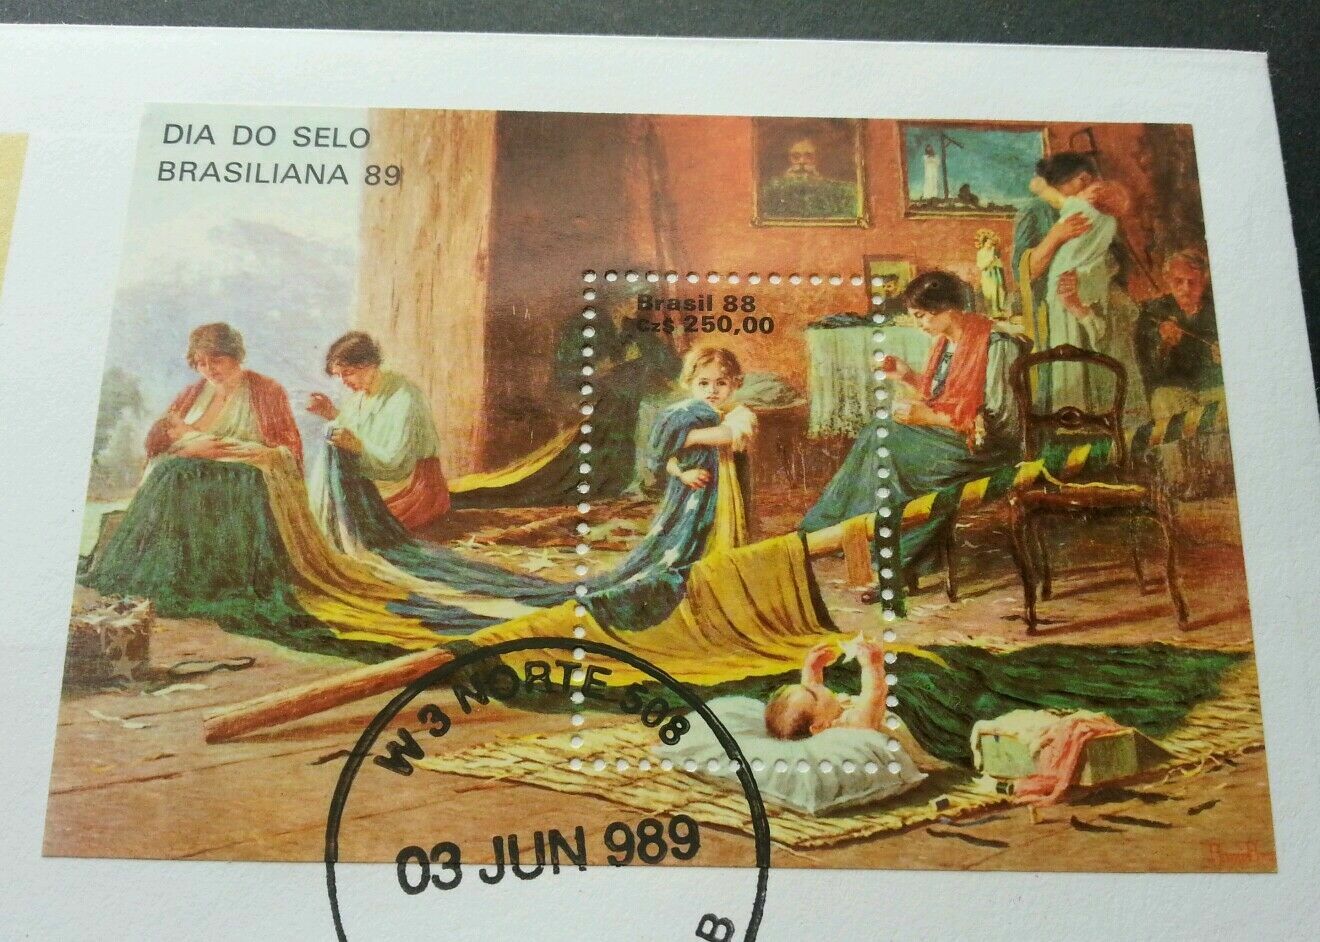 DIA DO SELO
BRASILIANA 89
Brasil 88
Cz$ 250,00
W3 NORTE 508
03 JUN 989
B